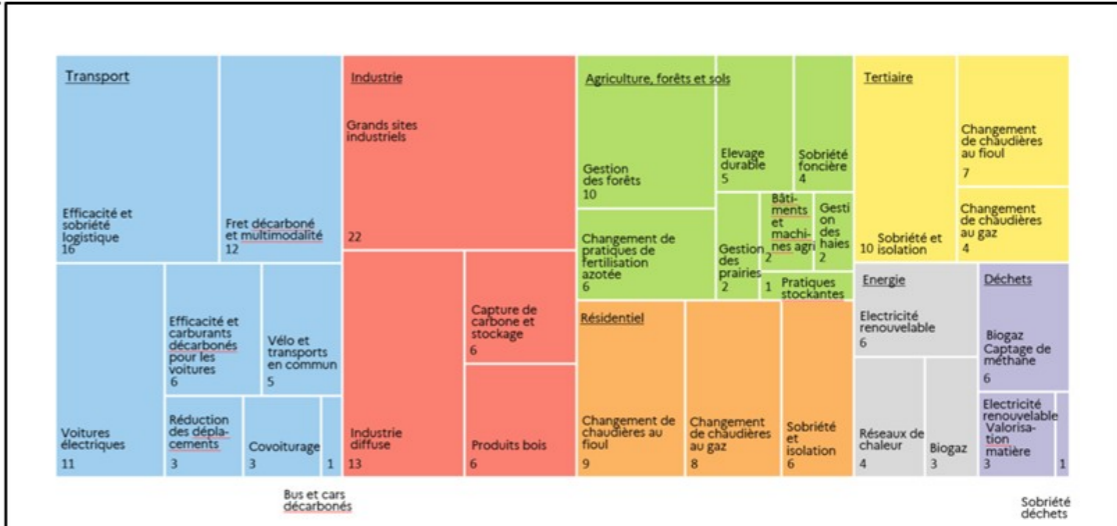 Transport
Efficacité et
sobriété
logistique
16
Fret décarboné
et multimodalité
12
Voitures
électriques
11
Efficacité et
carburants
décarbonés
pour les
voitures
6
Vélo et
transports
en commun
5
Réduction
des dépla-
cements
3
Covoiturage
3
1
Bus et cars
décarbonés
Industrie
Grands sites
industriels
22
Industrie
diffuse
13
Capture de
carbone et
stockage
6
Produits bois
6
Agriculture, forêts et sols
Gestion
des forêts
10
Elevage
durable
5
Sobriété
foncière
4
Changement de
pratiques de
fertilisation
azotée
6
Gestion
des
prairies
2
Bâti-
ments
et
machi-
nes agri
2
Gesti
on des
haies
2
1 Pratiques
stockantes
Résidentiel
Changement de
chaudières au
fioul
9
Changement
de chaudières
au gaz
8
Sobriété
et
isolation
6
Tertiaire
10 Sobriété et
isolation
Changement
de chaudières
au fioul
7
Changement
de chaudières
au gaz
4
Energie
Electricité
renouvelable
6
Réseaux de
chaleur
4
Biogaz
3
Déchets
Biogaz
Captage de
méthane
6
Electricité
renouvelable
Valorisa-
tion
matière
3
1
Sobriété
déchets